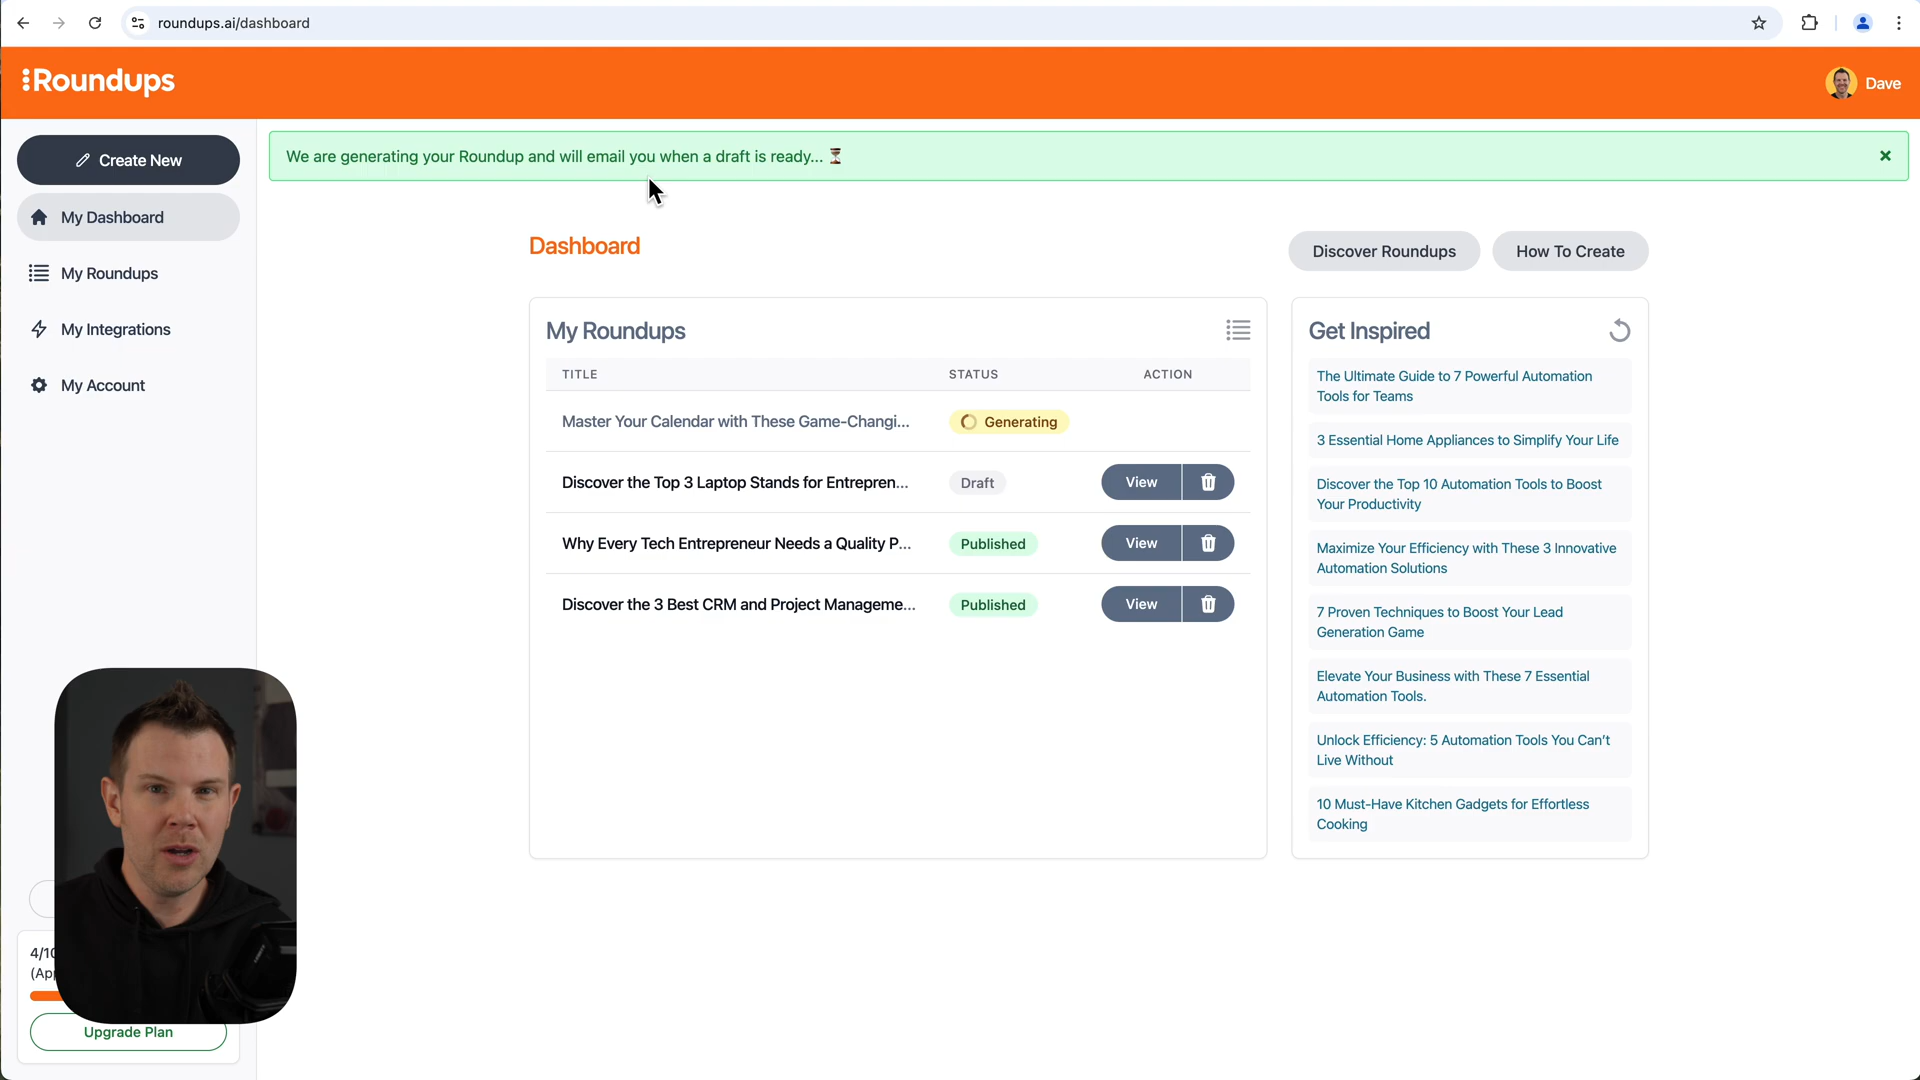 roundups.ai/dashboard
Roundups
Dave
Create New
We are generating your Roundup and will email you when a draft is ready... ⏳
My Dashboard
My Roundups
My Integrations
My Account
Dashboard
Discover Roundups
How To Create
My Roundups
TITLE STATUS ACTION
Master Your Calendar with These Game-Changi... Generating
Discover the Top 3 Laptop Stands for Entrepren... Draft View
Why Every Tech Entrepreneur Needs a Quality P... Published View
Discover the 3 Best CRM and Project Manageme... Published View
Get Inspired
The Ultimate Guide to 7 Powerful Automation
Tools for Teams
3 Essential Home Appliances to Simplify Your Life
Discover the Top 10 Automation Tools to Boost
Your Productivity
Maximize Your Efficiency with These 3 Innovative
Automation Solutions
7 Proven Techniques to Boost Your Lead
Generation Game
Elevate Your Business with These 7 Essential
Automation Tools.
Unlock Efficiency: 5 Automation Tools You Can't
Live Without
10 Must-Have Kitchen Gadgets for Effortless
Cooking
Upgrade Plan